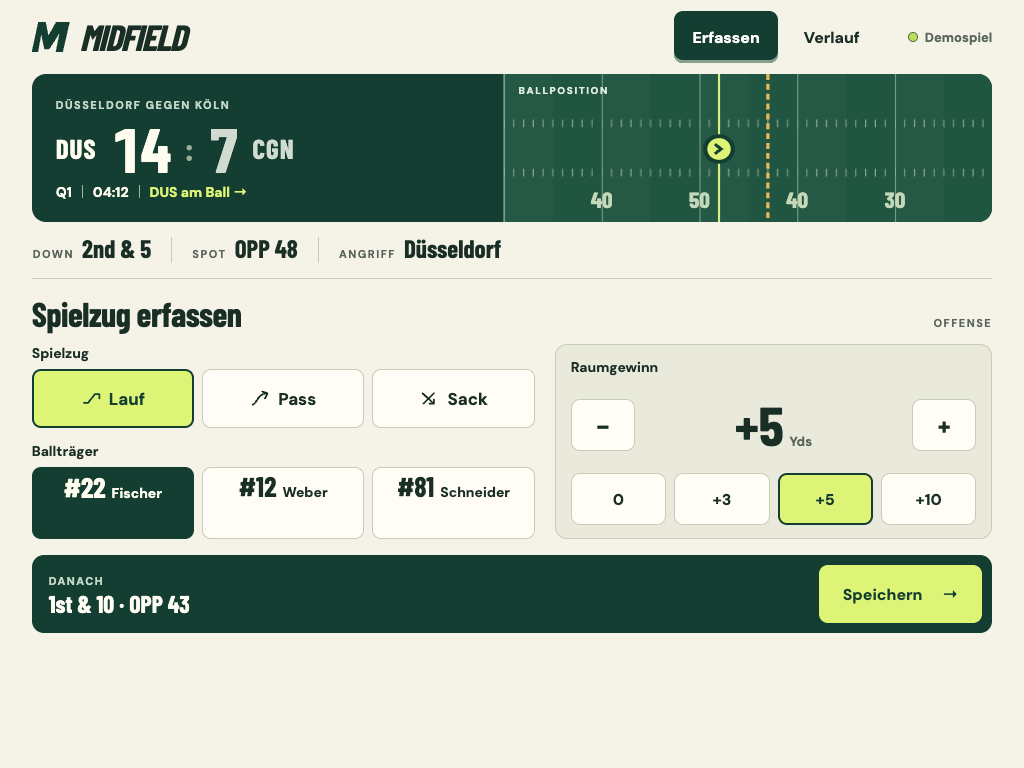 M MIDFIELD
Erfassen
Verlauf
Demospiel
DÜSSELDORF GEGEN KÖLN
DUS 14 : 7 CGN
Q1 | 04:12 | DUS am Ball →
BALLPOSITION
40 50 40 30
DOWN 2nd & 5
SPOT OPP 48
ANGRIFF Düsseldorf
Spielzug erfassen
OFFENSE
Spielzug
Lauf
Pass
Sack
Ballträger
#22 Fischer
#12 Weber
#81 Schneider
Raumgewinn
− +5 Yds +
0
+3
+5
+10
DANACH
1st & 10 · OPP 43
Speichern →